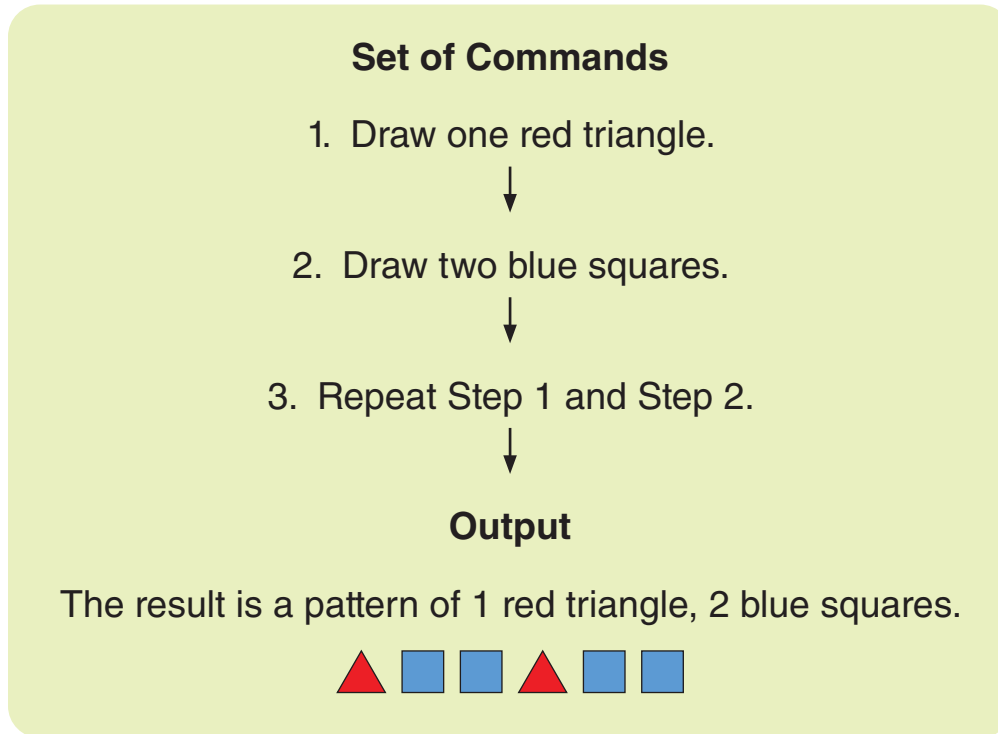 Set of Commands
1. Draw one red triangle.
2. Draw two blue squares.
3. Repeat Step 1 and Step 2.
Output
The result is a pattern of 1 red triangle, 2 blue squares.